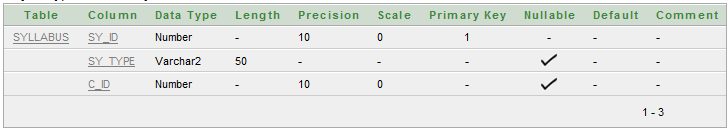 Table Column Data Type Length Precision Scale Primary Key Nullable Default Comment
SYLLABUS SY_ID Number - 10 0 1 - - -
SY_TYPE Varchar2 50 - - - ✓ - -
C_ID Number - 10 0 - ✓ - -
1 - 3